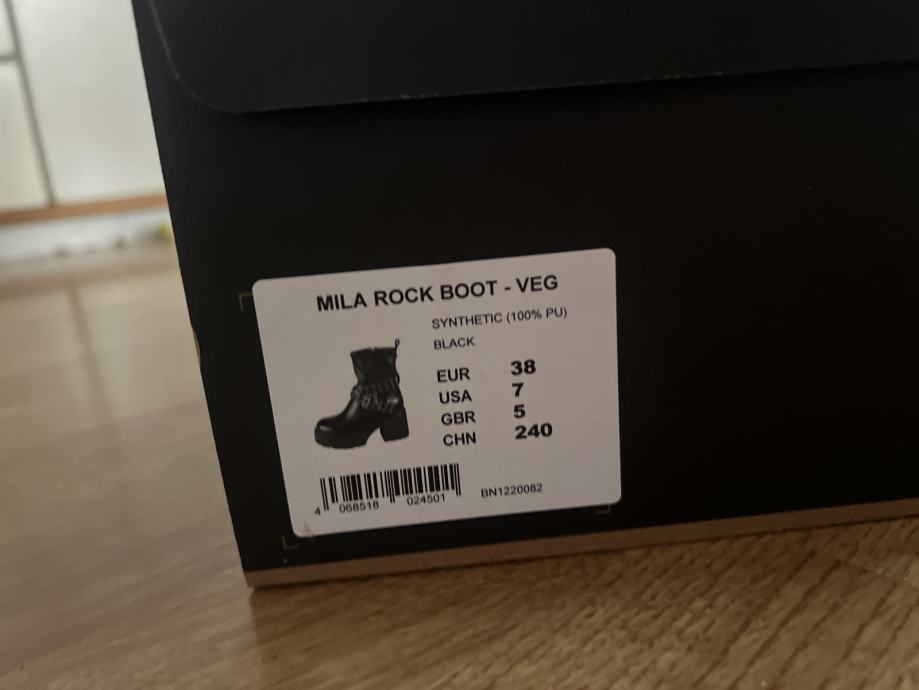 MILA ROCK BOOT - VEG
SYNTHETIC (100% PU)
BLACK
EUR 38
USA 7
GBR 5
CHN 240
4 068518 024501
BN1220082